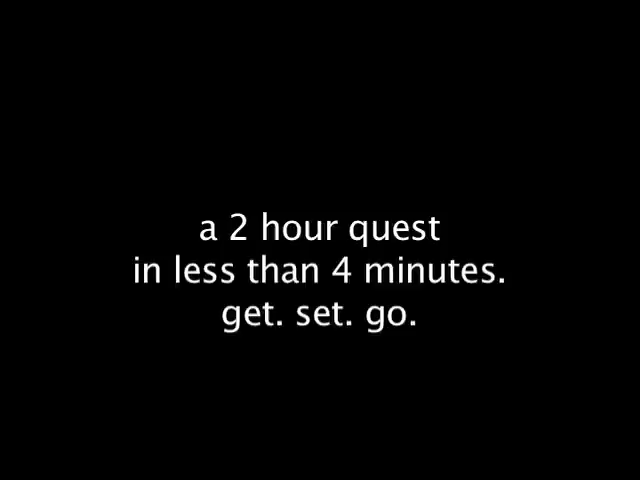 a 2 hour quest
in less than 4 minutes.
get. set. go.